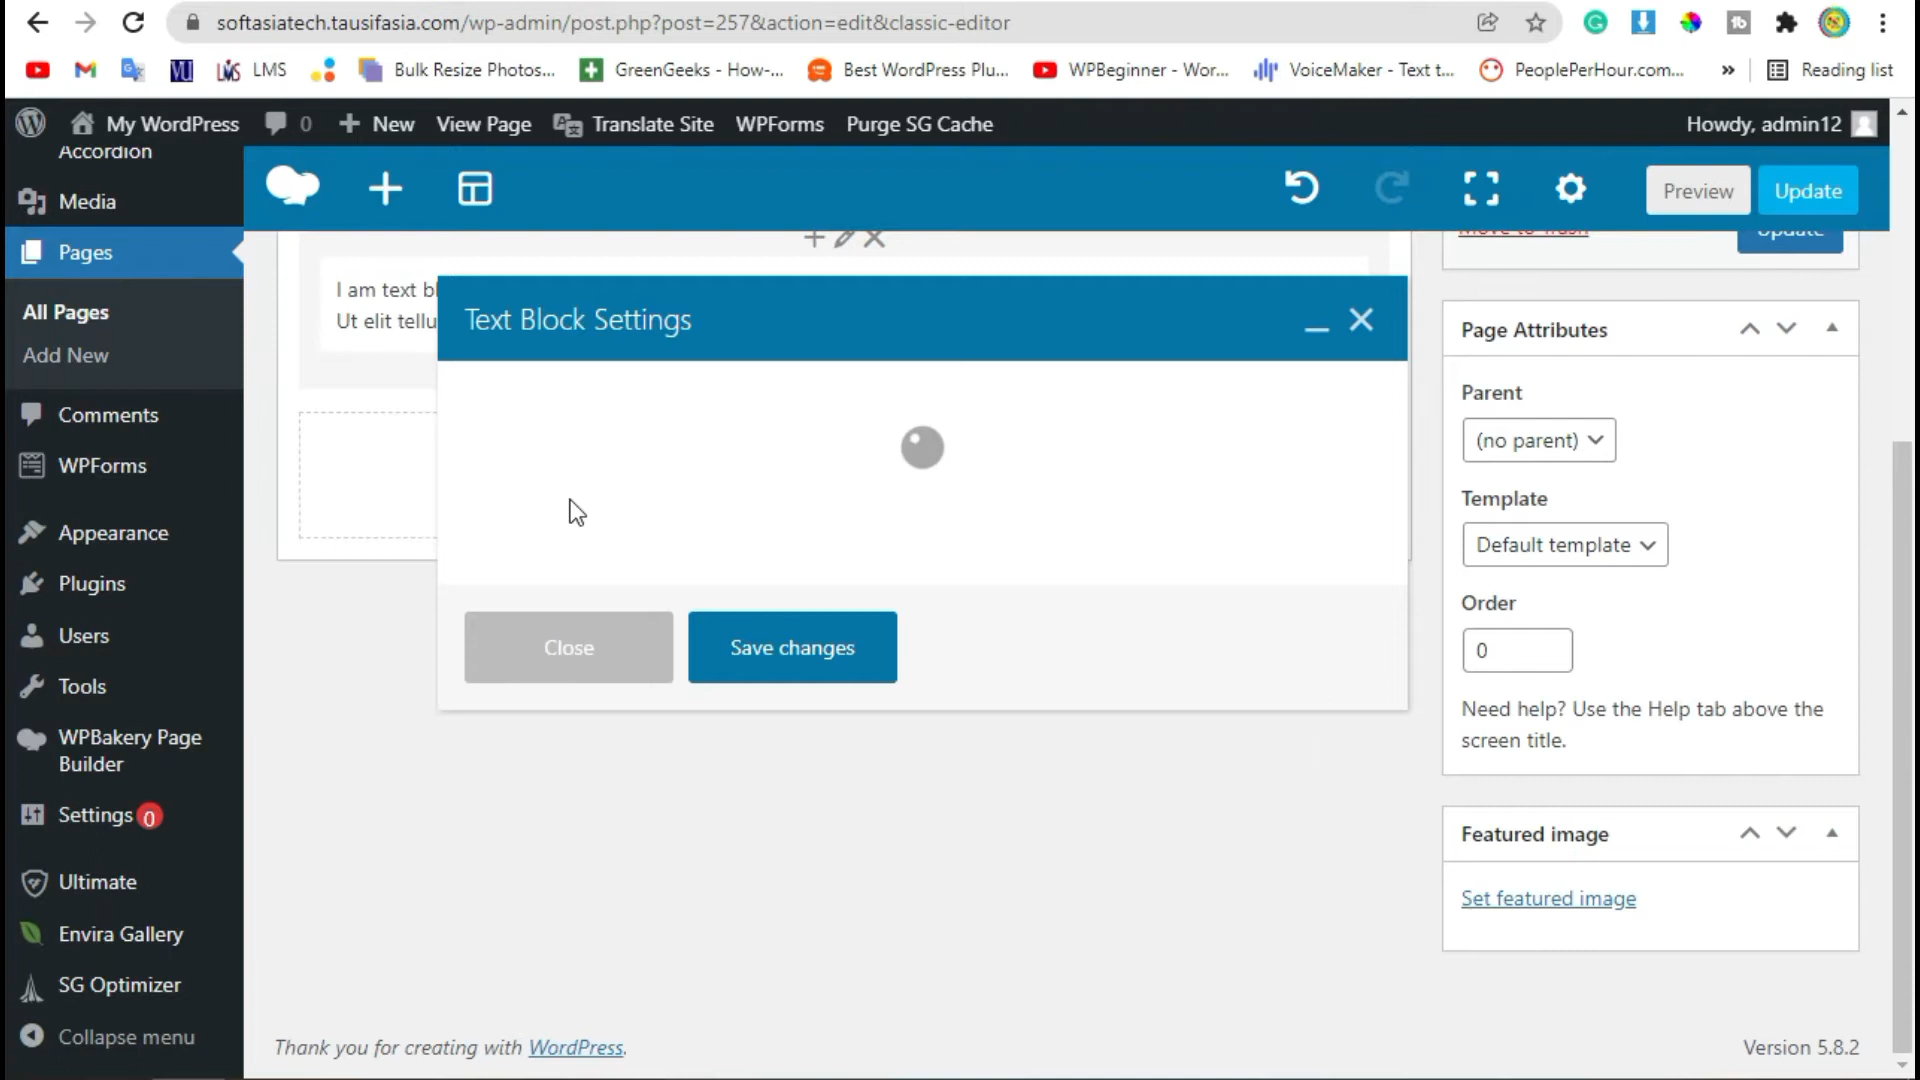 softasiatech.tausifasia.com/wp-admin/post.php?post=257&action=edit&classic-editor
LMS
Bulk Resize Photos...
GreenGeeks - How-...
Best WordPress Plu...
WPBeginner - Wor...
VoiceMaker - Text t...
PeoplePerHour.com...
»
Reading list
My WordPress
0
New
View Page
Translate Site
WPForms
Purge SG Cache
Howdy, admin12
Accordion
Media
Pages
All Pages
Add New
Comments
WPForms
Appearance
Plugins
Users
Tools
WPBakery Page
Builder
Settings 0
Ultimate
Envira Gallery
SG Optimizer
Collapse menu
Preview
Update
Move to Trash
Update
I am text bl
Ut elit tellu
Text Block Settings
Close
Save changes
Page Attributes
Parent
(no parent)
Template
Default template
Order
0
Need help? Use the Help tab above the
screen title.
Featured image
Set featured image
Thank you for creating with WordPress.
Version 5.8.2